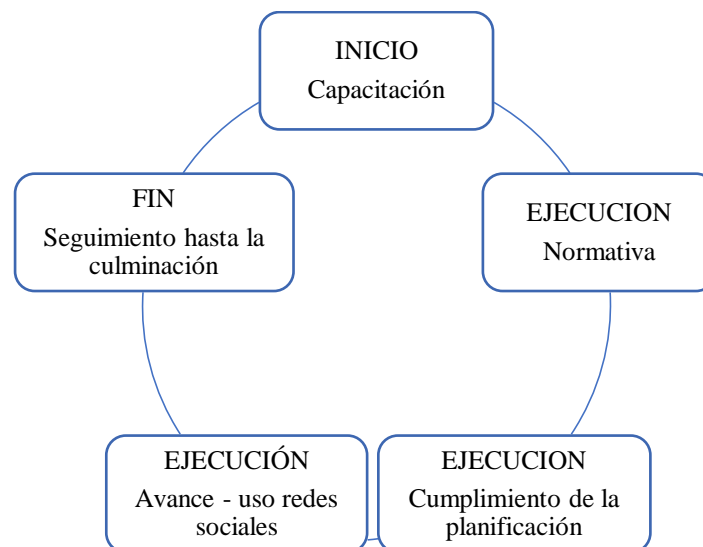 INICIO
Capacitación
EJECUCION
Normativa
EJECUCION
Cumplimiento de la
planificación
EJECUCIÓN
Avance - uso redes
sociales
FIN
Seguimiento hasta la
culminación